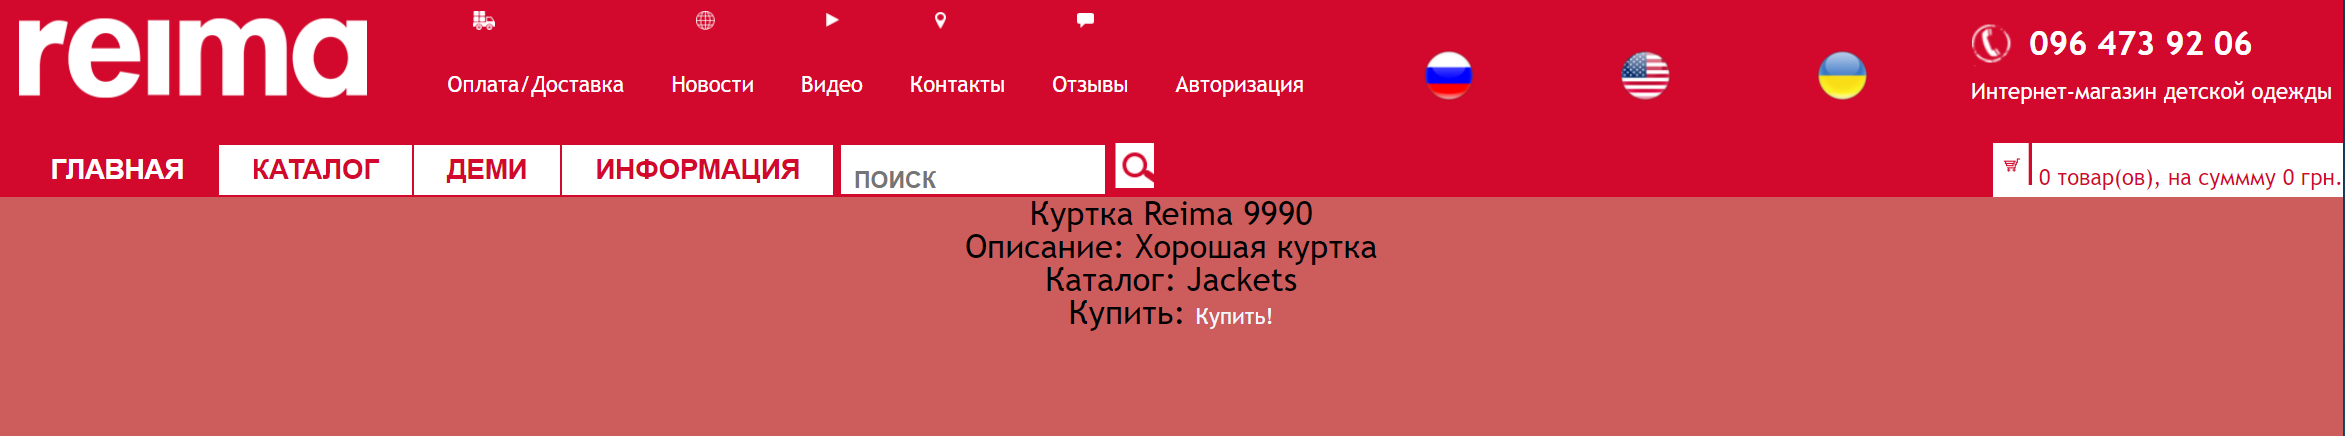 reima
Оплата/Доставка Новости Видео Контакты Отзывы Авторизация
096 473 92 06
Интернет-магазин детской одежды
ГЛАВНАЯ КАТАЛОГ ДЕМИ ИНФОРМАЦИЯ ПОИСК
0 товар(ов), на суммму 0 грн.
Куртка Reima 9990
Описание: Хорошая куртка
Каталог: Jackets
Купить: Купить!